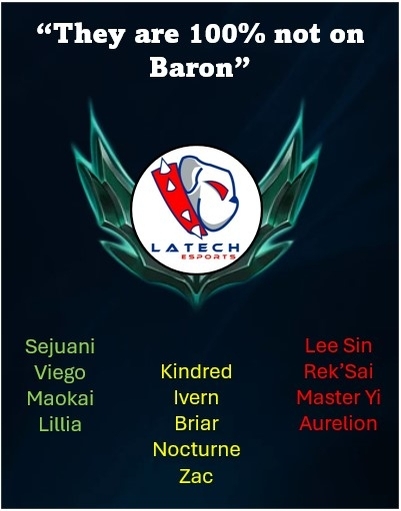 “They are 100% not on
Baron”
LATECH
ESPORTS
Sejuani
Viego
Maokai
Lillia
Kindred
Ivern
Briar
Nocturne
Zac
Lee Sin
Rek’Sai
Master Yi
Aurelion